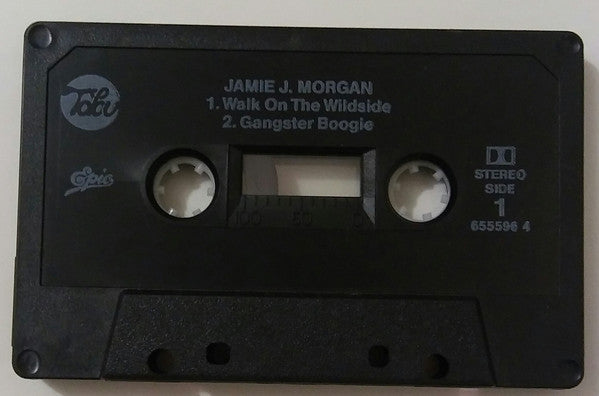 Tabu
JAMIE J. MORGAN
1. Walk On The Wildside
2. Gangster Boogie
Epic
STEREO
SIDE
1
655596 4
100 50 0